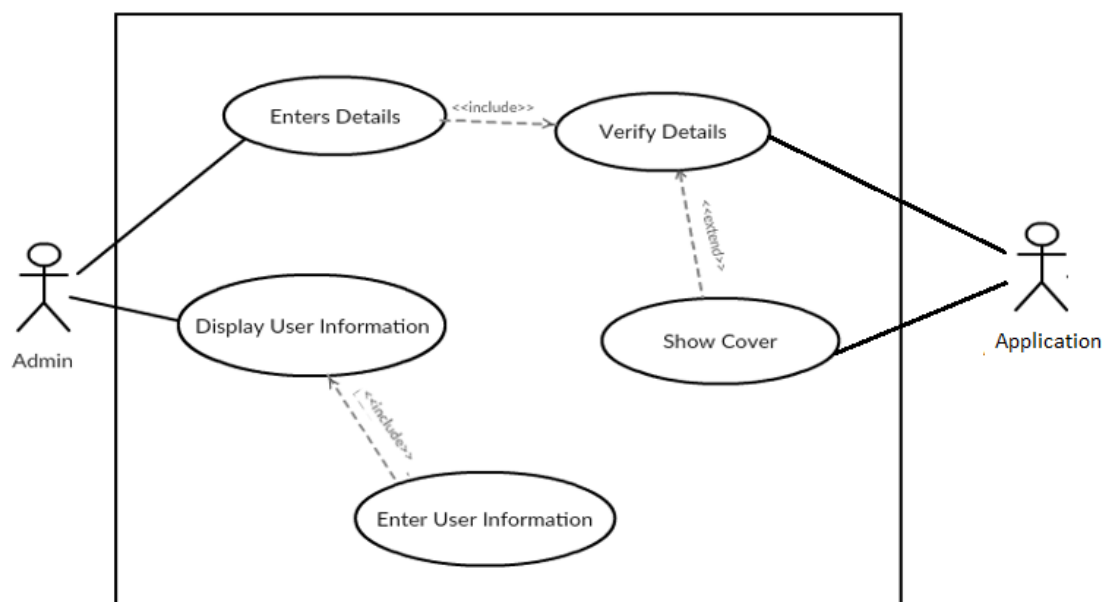 Enters Details
<<include>>
Verify Details
<<extend>>
Display User Information
Show Cover
Admin
Application
<<include>>
Enter User Information